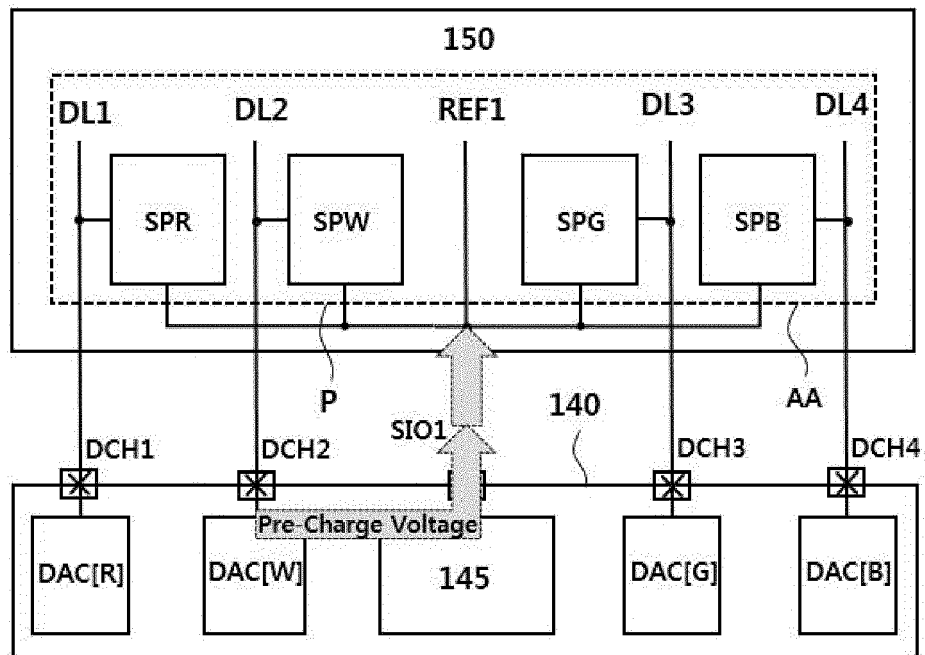 150
DL1 DL2 REF1 DL3 DL4
SPR SPW SPG SPB
P AA
140
SIO1
DCH1 DCH2 DCH3 DCH4
Pre-Charge Voltage
DAC[R] DAC[W] 145 DAC[G] DAC[B]